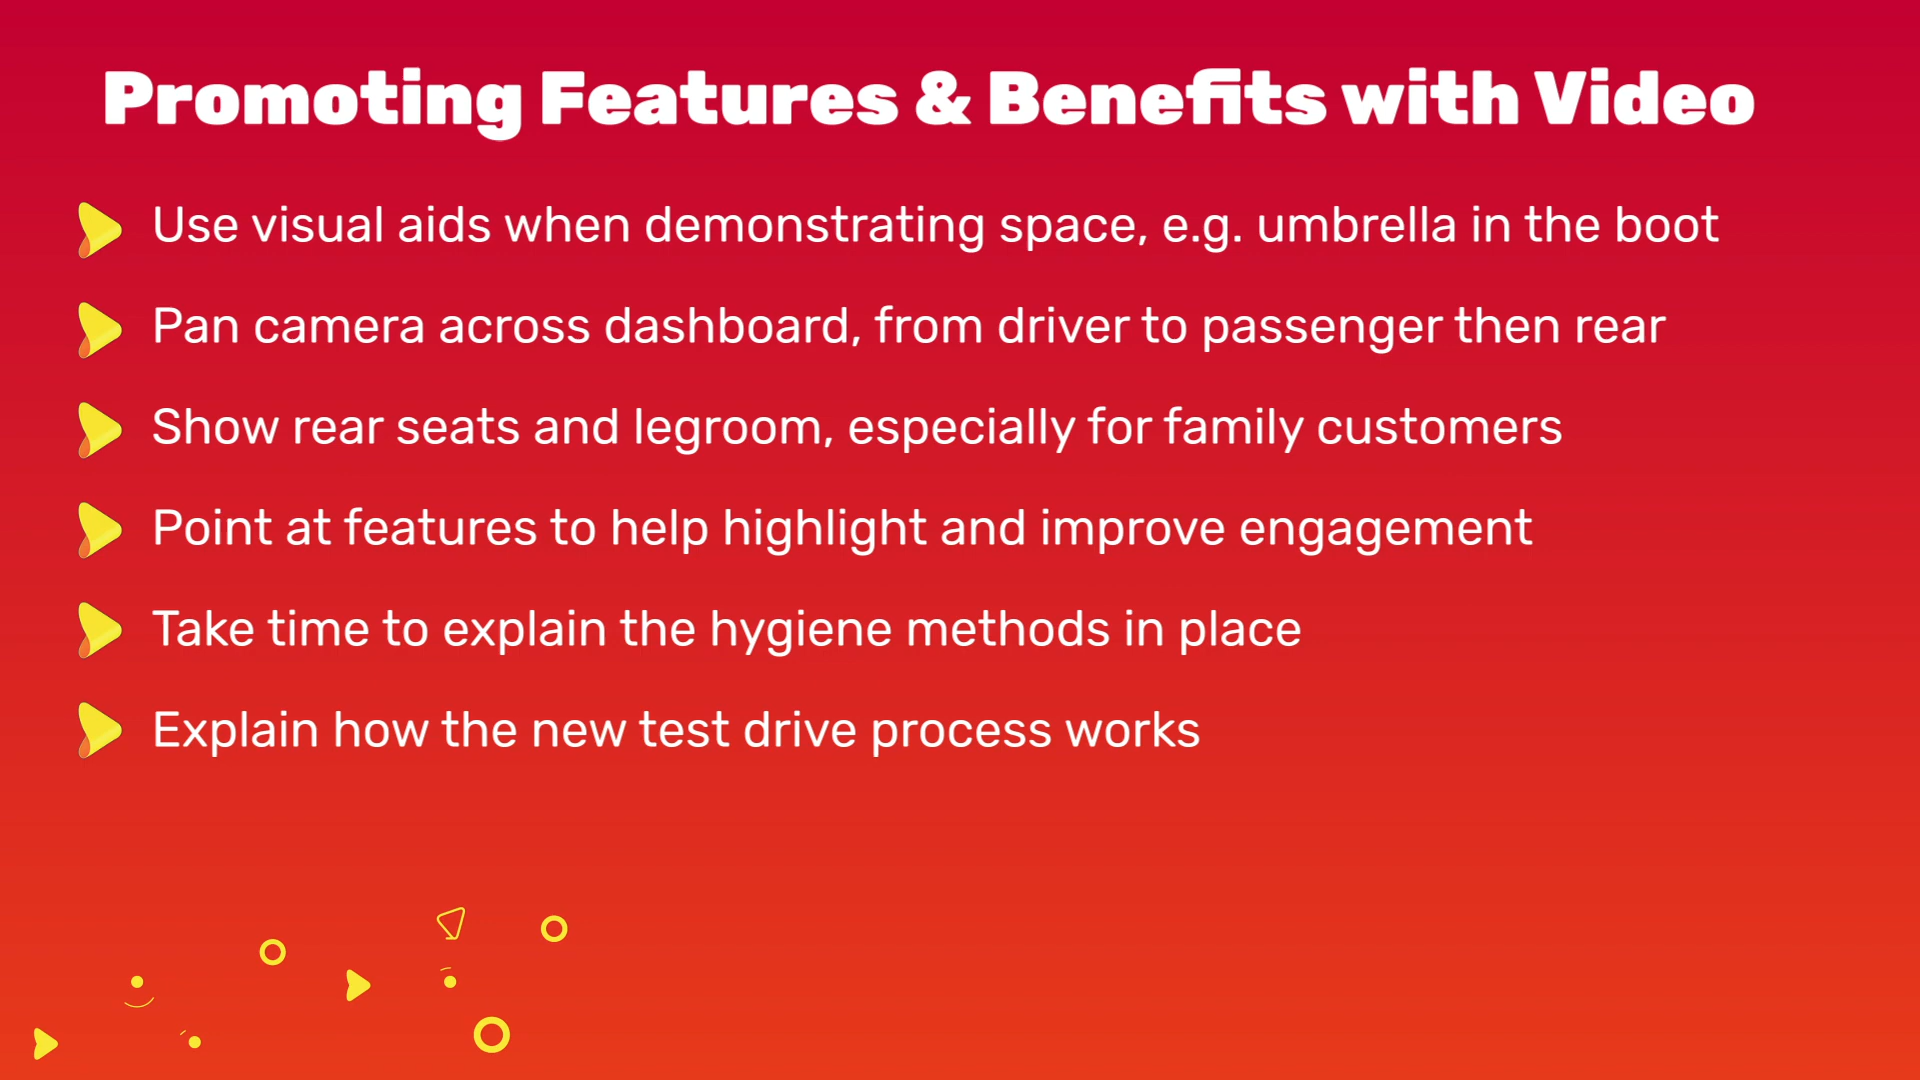 Promoting Features & Benefits with Video
Use visual aids when demonstrating space, e.g. umbrella in the boot
Pan camera across dashboard, from driver to passenger then rear
Show rear seats and legroom, especially for family customers
Point at features to help highlight and improve engagement
Take time to explain the hygiene methods in place
Explain how the new test drive process works